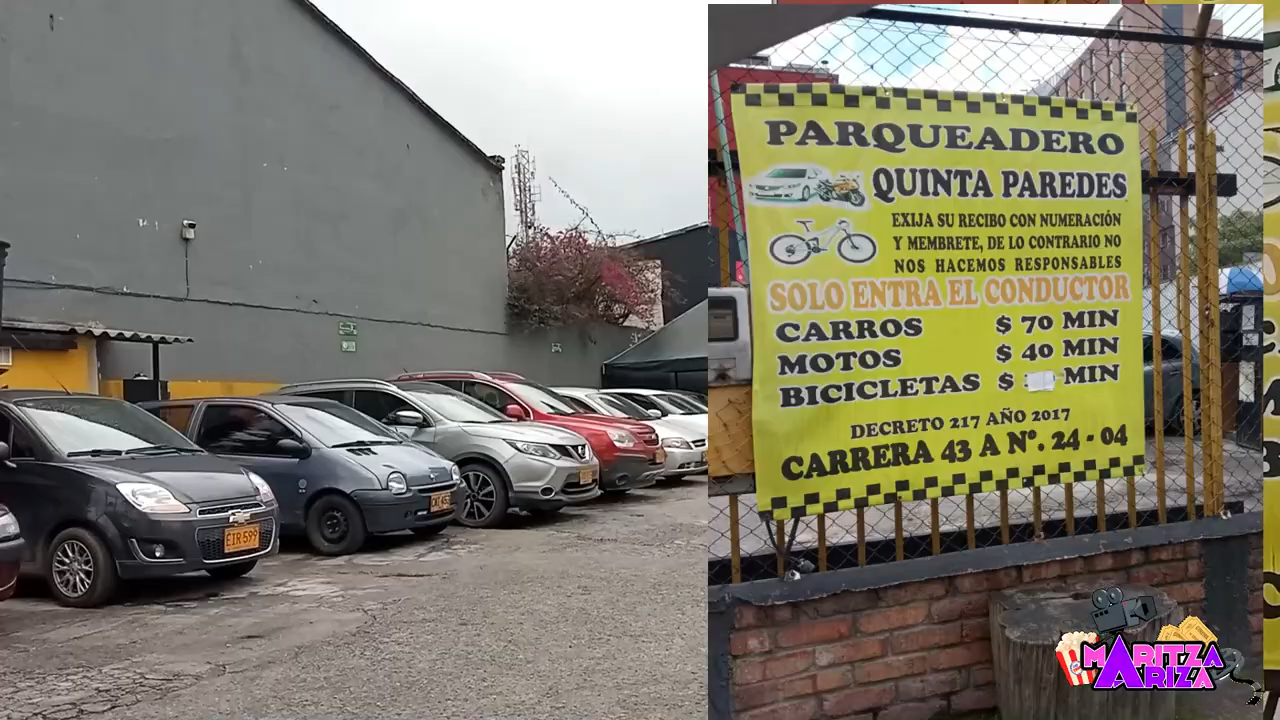 PARQUEADERO
QUINTA PAREDES
EXIJA SU RECIBO CON NUMERACIÓN
Y MEMBRETE, DE LO CONTRARIO NO
NOS HACEMOS RESPONSABLES
SOLO ENTRA EL CONDUCTOR
CARROS $ 70 MIN
MOTOS $ 40 MIN
BICICLETAS $ MIN
DECRETO 217 AÑO 2017
CARRERA 43 A Nº. 24 - 04
EIR 599
MARITZA
ARIZA